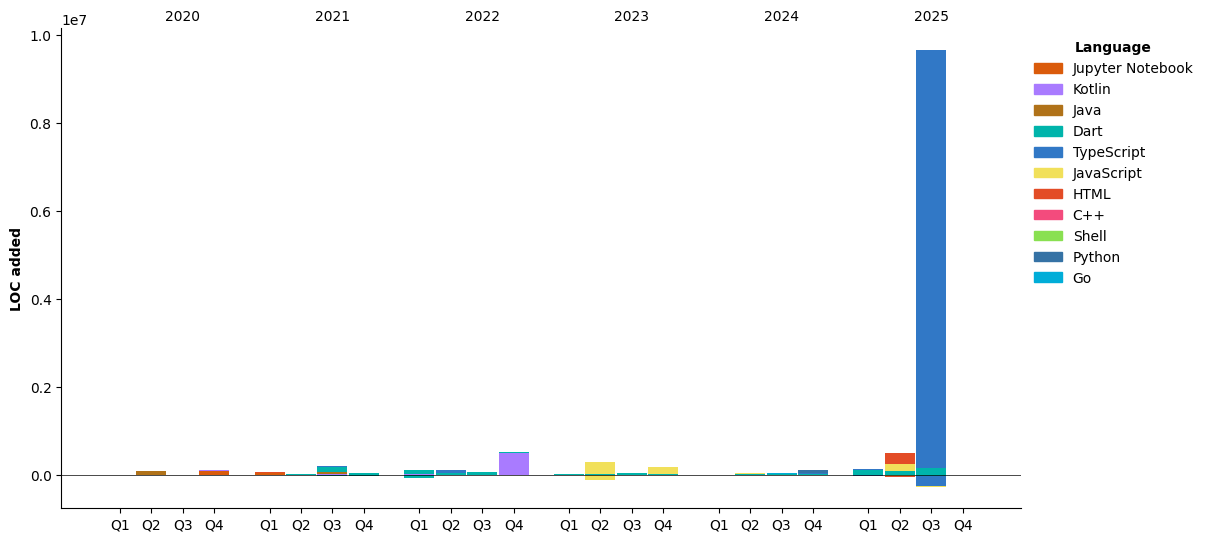 1e7
2020 2021 2022 2023 2024 2025
1.0
0.8
0.6
0.4
0.2
0.0
LOC added
Q1 Q2 Q3 Q4 Q1 Q2 Q3 Q4 Q1 Q2 Q3 Q4 Q1 Q2 Q3 Q4 Q1 Q2 Q3 Q4 Q1 Q2 Q3 Q4
Language
Jupyter Notebook
Kotlin
Java
Dart
TypeScript
JavaScript
HTML
C++
Shell
Python
Go